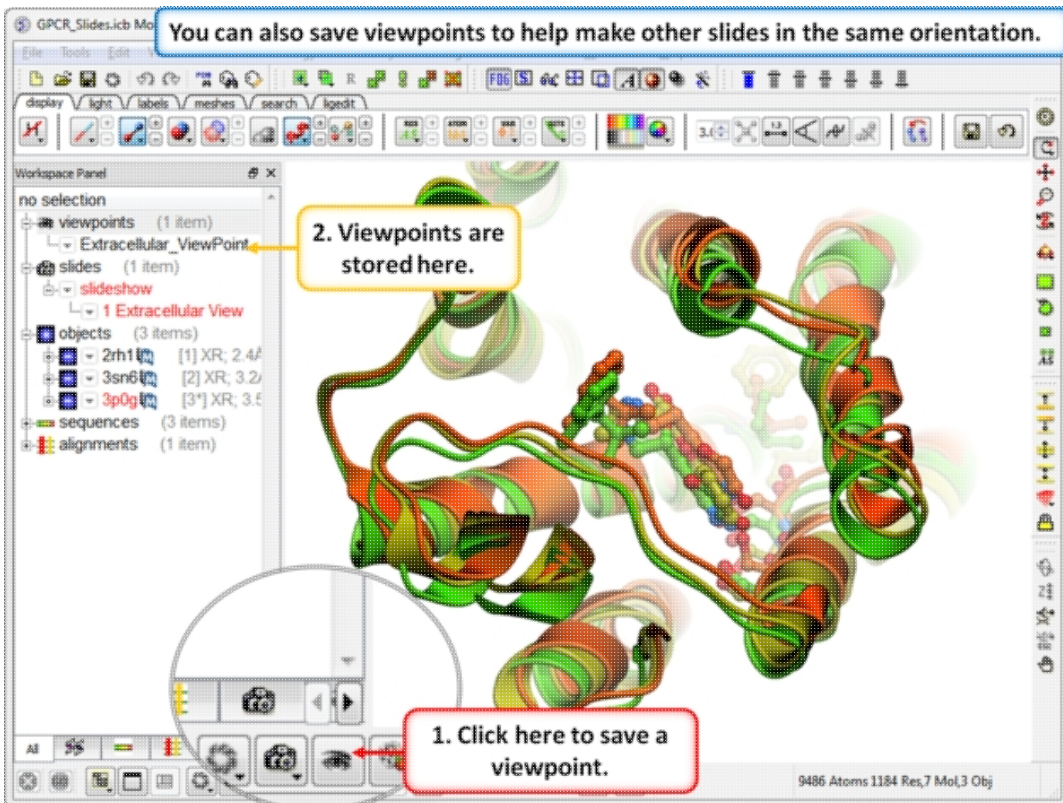 GPCR_Slides.icb Mo
You can also save viewpoints to help make other slides in the same orientation.
File Tools Edit
FOG S A
display light labels meshes search ligedit
Workspace Panel
no selection
viewpoints (1 item)
Extracellular_ViewPoint
2. Viewpoints are
stored here.
slides (1 item)
slideshow
1 Extracellular View
objects (3 items)
2rh1 [1] XR; 2.4Å
3sn6 [2] XR; 3.2
3p0g [3*] XR; 3.5
sequences (3 items)
alignments (1 item)
1. Click here to save a
viewpoint.
All
9486 Atoms 1184 Res,7 Mol,3 Obj